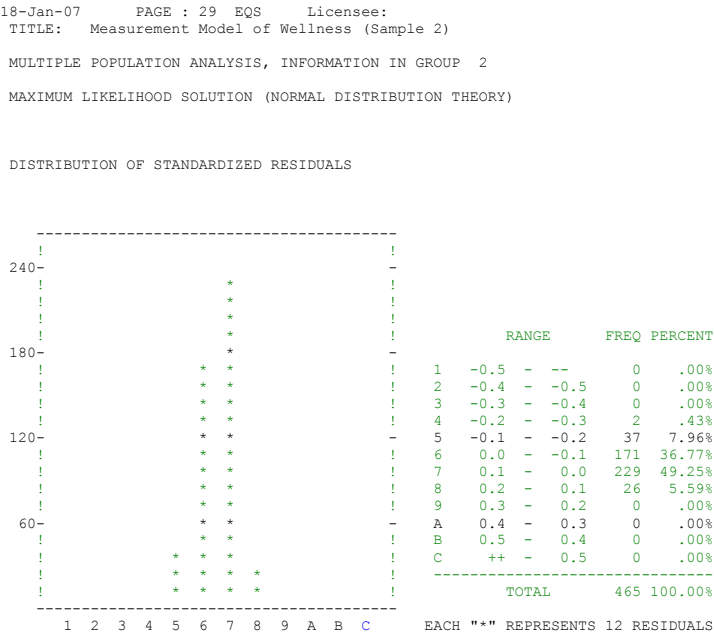 18-Jan-07      PAGE : 29  EQS     Licensee:
 TITLE:   Measurement Model of Wellness (Sample 2)
 MULTIPLE POPULATION ANALYSIS, INFORMATION IN GROUP  2
 MAXIMUM LIKELIHOOD SOLUTION (NORMAL DISTRIBUTION THEORY)
 DISTRIBUTION OF STANDARDIZED RESIDUALS
    ----------------------------------------
    !                                      !
 240-                                      -
    !                    *                 !
    !                    *                 !
    !                    *                 !
    !                    *                 !            RANGE      FREQ PERCENT
 180-                    *                 -
    !                 *  *                 !    1   -0.5  -  --      0     .00%
    !                 *  *                 !    2   -0.4  -  -0.5    0     .00%
    !                 *  *                 !    3   -0.3  -  -0.4    0     .00%
    !                 *  *                 !    4   -0.2  -  -0.3    2     .43%
 120-                 *  *                 -    5   -0.1  -  -0.2   37    7.96%
    !                 *  *                 !    6    0.0  -  -0.1  171   36.77%
    !                 *  *                 !    7    0.1  -   0.0  229   49.25%
    !                 *  *                 !    8    0.2  -   0.1   26    5.59%
    !                 *  *                 !    9    0.3  -   0.2    0     .00%
  60-                 *  *                 -    A    0.4  -   0.3    0     .00%
    !                 *  *                 !    B    0.5  -   0.4    0     .00%
    !              *  *  *                 !    C     ++  -   0.5    0     .00%
    !              *  *  *  *              !    -------------------------------
    !              *  *  *  *              !            TOTAL       465 100.00%
    ----------------------------------------
       1  2  3  4  5  6  7  8  9  A  B  C      EACH "*" REPRESENTS 12 RESIDUALS